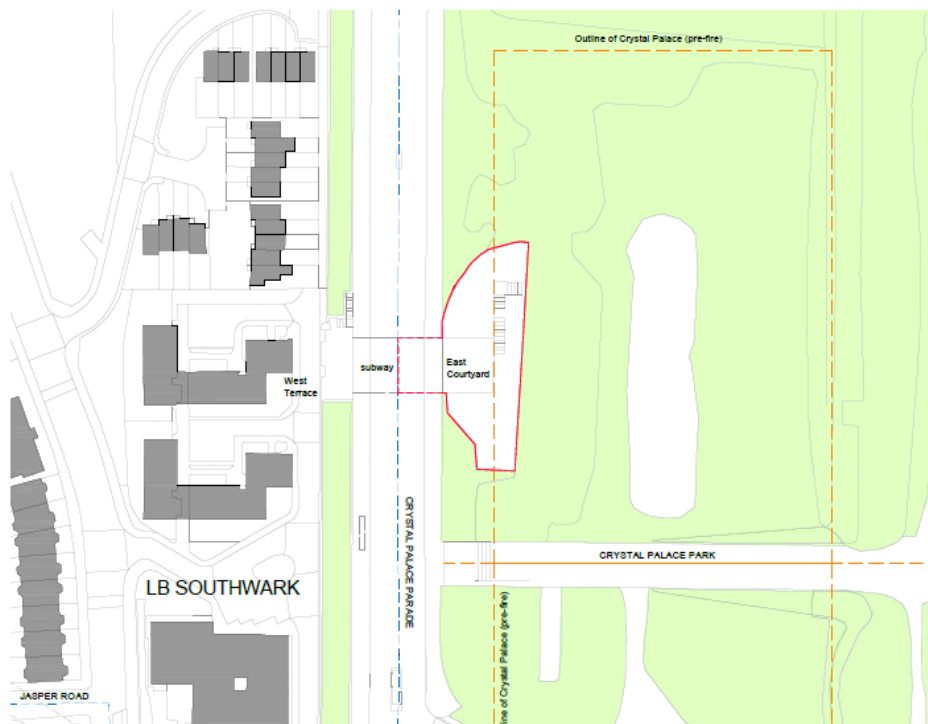 Outline of Crystal Palace (pre-fire)
East
Courtyard
subway
West
Terrace
CRYSTAL PALACE PARADE
CRYSTAL PALACE PARK
LB SOUTHWARK
ine of Crystal Palace (pre-fire)
JASPER ROAD